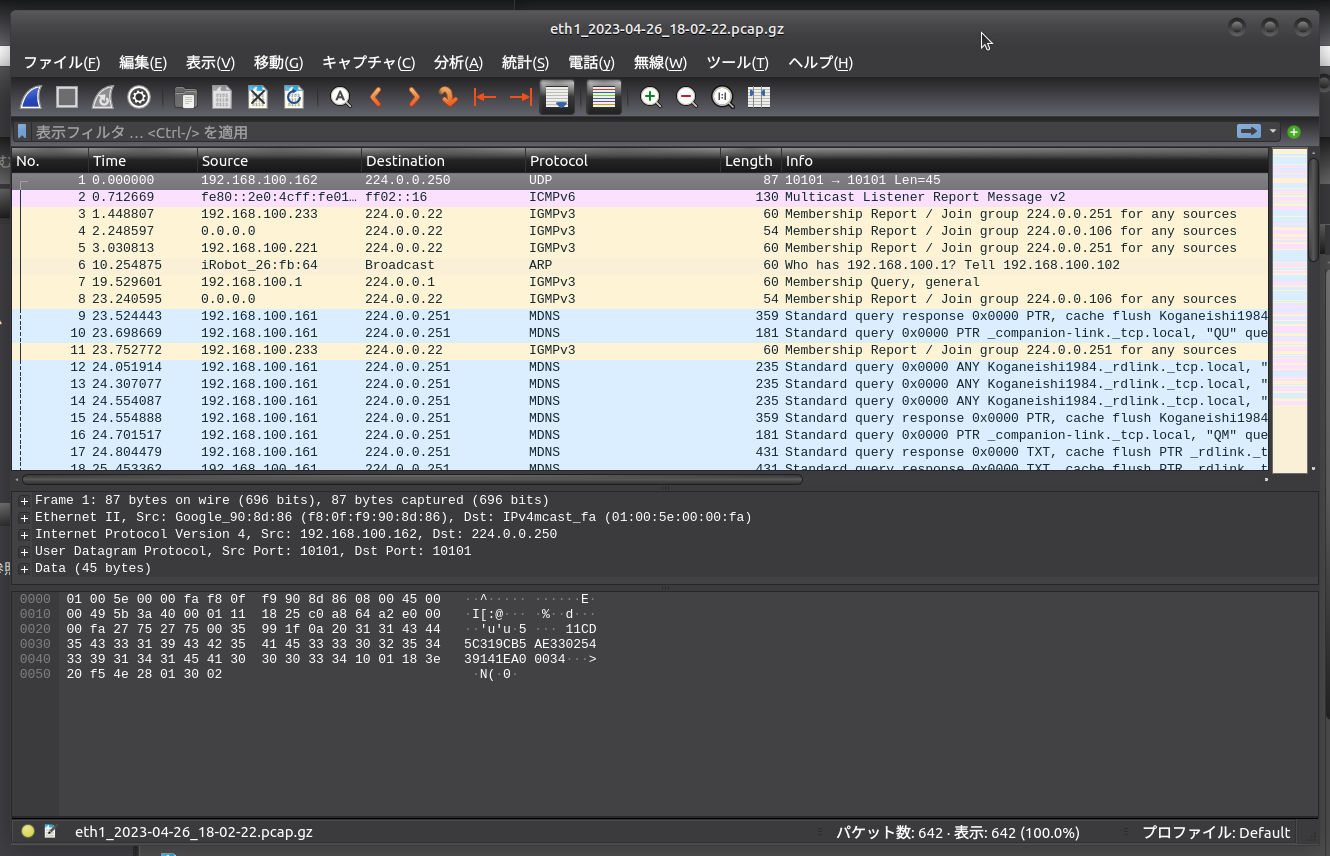 eth1_2023-04-26_18-02-22.pcap.gz
ファイル(F) 編集(E) 表示(V) 移動(G) キャプチャ(C) 分析(A) 統計(S) 電話(y) 無線(W) ツール(T) ヘルプ(H)
表示フィルタ … <Ctrl-/> を適用
No. Time Source Destination Protocol Length Info
1 0.000000 192.168.100.162 224.0.0.250 UDP 87 10101 → 10101 Len=45
2 0.712669 fe80::2e0:4cff:fe01… ff02::16 ICMPv6 130 Multicast Listener Report Message v2
3 1.448807 192.168.100.233 224.0.0.22 IGMPv3 60 Membership Report / Join group 224.0.0.251 for any sources
4 2.248597 0.0.0.0 224.0.0.22 IGMPv3 54 Membership Report / Join group 224.0.0.106 for any sources
5 3.030813 192.168.100.221 224.0.0.22 IGMPv3 60 Membership Report / Join group 224.0.0.251 for any sources
6 10.254875 iRobot_26:fb:64 Broadcast ARP 60 Who has 192.168.100.1? Tell 192.168.100.102
7 19.529601 192.168.100.1 224.0.0.1 IGMPv3 60 Membership Query, general
8 23.240595 0.0.0.0 224.0.0.22 IGMPv3 54 Membership Report / Join group 224.0.0.106 for any sources
9 23.524443 192.168.100.161 224.0.0.251 MDNS 359 Standard query response 0x0000 PTR, cache flush Koganeishi1984
10 23.698669 192.168.100.161 224.0.0.251 MDNS 181 Standard query 0x0000 PTR _companion-link._tcp.local, "QU" que
11 23.752772 192.168.100.233 224.0.0.22 IGMPv3 60 Membership Report / Join group 224.0.0.251 for any sources
12 24.051914 192.168.100.161 224.0.0.251 MDNS 235 Standard query 0x0000 ANY Koganeishi1984._rdlink._tcp.local, "
13 24.307077 192.168.100.161 224.0.0.251 MDNS 235 Standard query 0x0000 ANY Koganeishi1984._rdlink._tcp.local, "
14 24.554087 192.168.100.161 224.0.0.251 MDNS 235 Standard query 0x0000 ANY Koganeishi1984._rdlink._tcp.local, "
15 24.554888 192.168.100.161 224.0.0.251 MDNS 359 Standard query response 0x0000 PTR, cache flush Koganeishi1984
16 24.701517 192.168.100.161 224.0.0.251 MDNS 181 Standard query 0x0000 PTR _companion-link._tcp.local, "QM" que
17 24.804479 192.168.100.161 224.0.0.251 MDNS 431 Standard query response 0x0000 TXT, cache flush PTR _rdlink._t
18 25.453362 192.168.100.161 224.0.0.251 MDNS 431 Standard query response 0x0000 TXT, cache flush PTR _rdlink._t
Frame 1: 87 bytes on wire (696 bits), 87 bytes captured (696 bits)
Ethernet II, Src: Google_90:8d:86 (f8:0f:f9:90:8d:86), Dst: IPv4mcast_fa (01:00:5e:00:00:fa)
Internet Protocol Version 4, Src: 192.168.100.162, Dst: 224.0.0.250
User Datagram Protocol, Src Port: 10101, Dst Port: 10101
Data (45 bytes)
0000 01 00 5e 00 00 fa f8 0f f9 90 8d 86 08 00 45 00 ··^····· ······E·
0010 00 49 5b 3a 40 00 01 11 18 25 c0 a8 64 a2 e0 00 ·I[:@··· ·%··d···
0020 00 fa 27 75 27 75 00 35 99 1f 0a 20 31 31 43 44 ··'u'u·5 ··· 11CD
0030 35 43 33 31 39 43 42 35 41 45 33 33 30 32 35 34 5C319CB5 AE330254
0040 33 39 31 34 31 45 41 30 30 30 33 34 10 01 18 3e 39141EA0 0034···>
0050 20 f5 4e 28 01 30 02 ·N(·0·
eth1_2023-04-26_18-02-22.pcap.gz パケット数: 642 · 表示: 642 (100.0%) プロファイル: Default